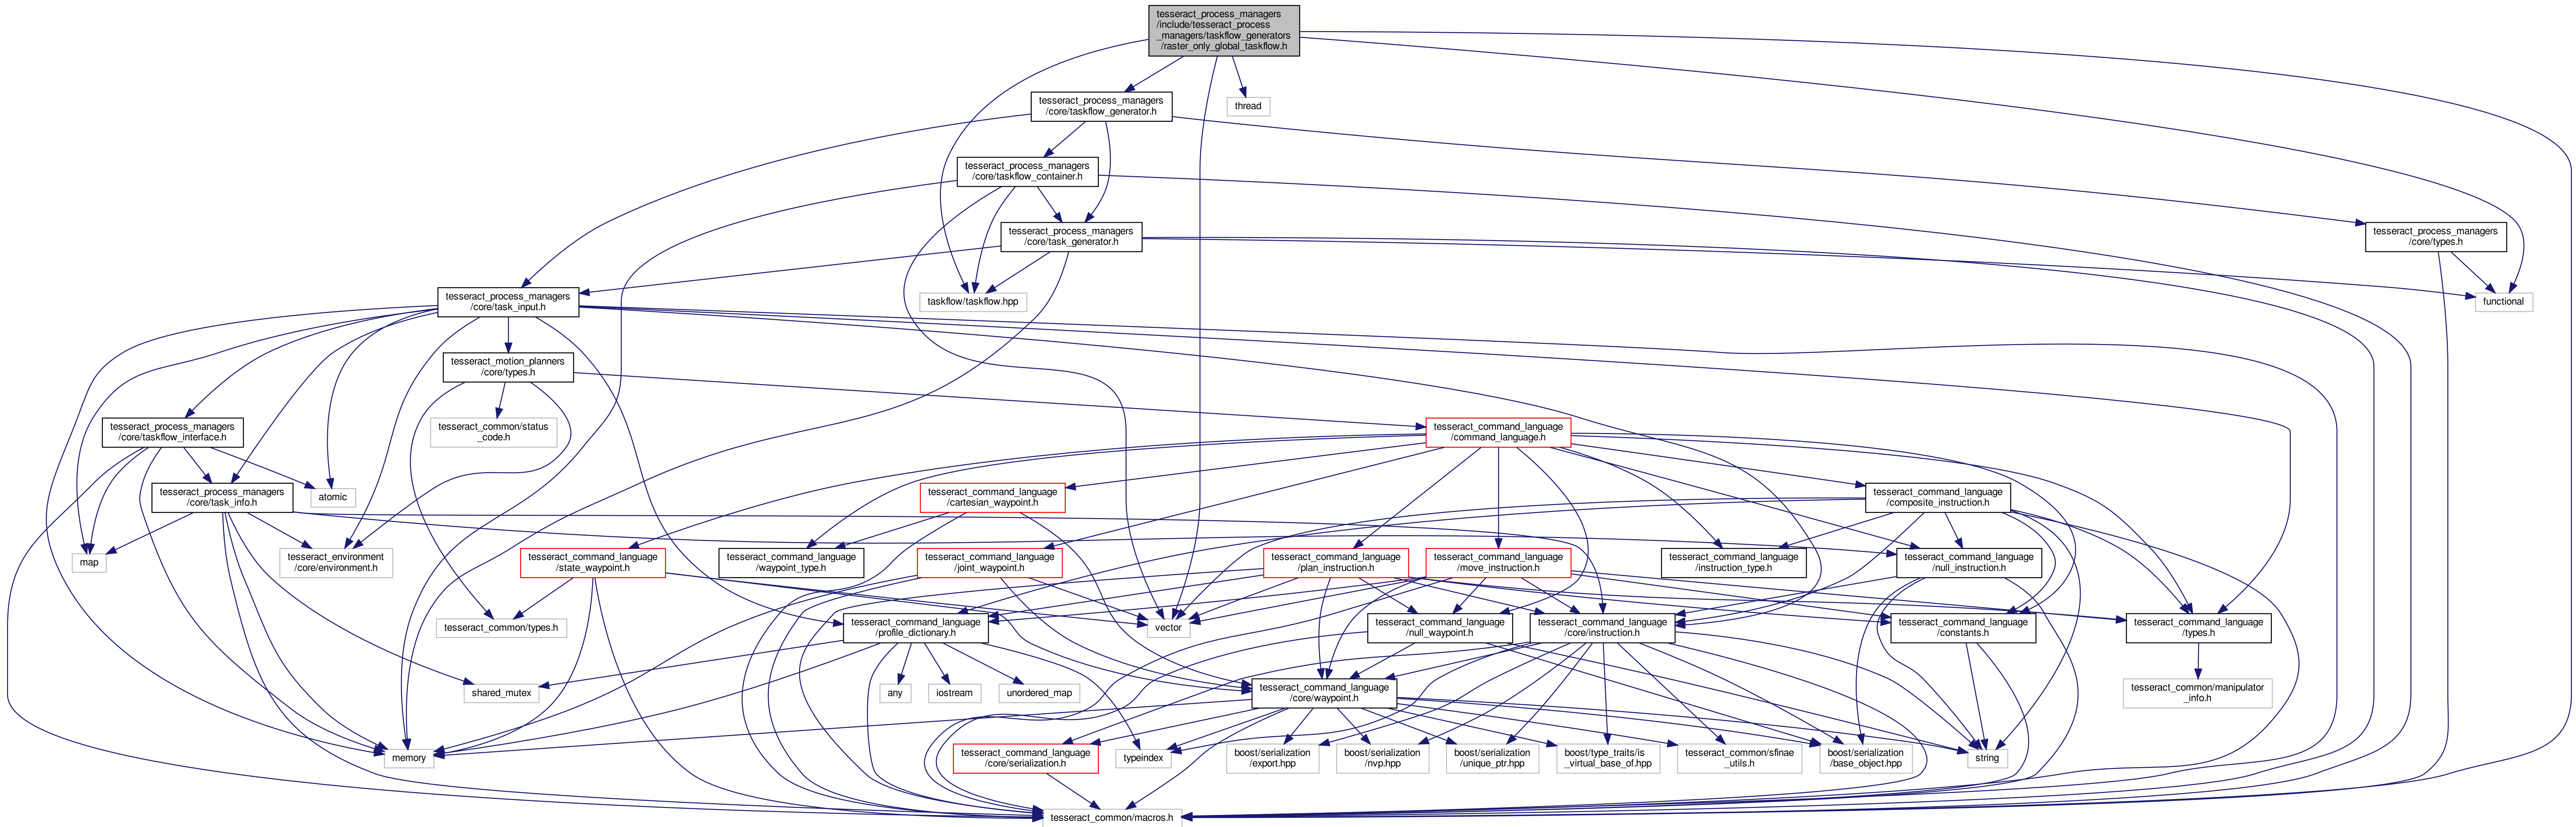 tesseract_process_managers
/include/tesseract_process
_managers/taskflow_generators
/raster_only_global_taskflow.h
tesseract_process_managers
/core/taskflow_generator.h
thread
tesseract_process_managers
/core/taskflow_container.h
tesseract_process_managers
/core/task_generator.h
tesseract_process_managers
/core/types.h
tesseract_process_managers
/core/task_input.h
taskflow/taskflow.hpp
functional
tesseract_motion_planners
/core/types.h
tesseract_process_managers
/core/taskflow_interface.h
tesseract_common/status
_code.h
tesseract_command_language
/command_language.h
tesseract_process_managers
/core/task_info.h
atomic
tesseract_command_language
/cartesian_waypoint.h
tesseract_command_language
/composite_instruction.h
map
tesseract_environment
/core/environment.h
tesseract_command_language
/state_waypoint.h
tesseract_command_language
/waypoint_type.h
tesseract_command_language
/joint_waypoint.h
tesseract_command_language
/plan_instruction.h
tesseract_command_language
/move_instruction.h
tesseract_command_language
/instruction_type.h
tesseract_command_language
/null_instruction.h
tesseract_common/types.h
tesseract_command_language
/profile_dictionary.h
vector
tesseract_command_language
/null_waypoint.h
tesseract_command_language
/core/instruction.h
tesseract_command_language
/constants.h
tesseract_command_language
/types.h
shared_mutex
any
iostream
unordered_map
tesseract_command_language
/core/waypoint.h
tesseract_common/manipulator
_info.h
memory
tesseract_command_language
/core/serialization.h
typeindex
boost/serialization
/export.hpp
boost/serialization
/nvp.hpp
boost/serialization
/unique_ptr.hpp
boost/type_traits/is
_virtual_base_of.hpp
tesseract_common/sfinae
_utils.h
boost/serialization
/base_object.hpp
string
tesseract_common/macros.h